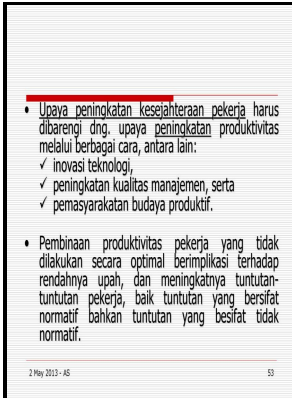 • Upaya peningkatan kesejahteraan pekerja harus
dibarengi dng. upaya peningkatan produktivitas
melalui berbagai cara, antara lain:
✓ inovasi teknologi,
✓ peningkatan kualitas manajemen, serta
✓ pemasyarakatan budaya produktif.
• Pembinaan produktivitas pekerja yang tidak
dilakukan secara optimal berimplikasi terhadap
rendahnya upah, dan meningkatnya tuntutan-
tuntutan pekerja, baik tuntutan yang bersifat
normatif bahkan tuntutan yang besifat tidak
normatif.
2 May 2013 - AS 53